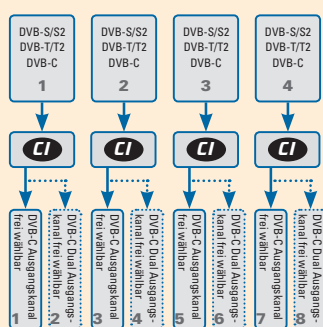 DVB-S/S2
DVB-T/T2
DVB-C
1
DVB-S/S2
DVB-T/T2
DVB-C
2
DVB-S/S2
DVB-T/T2
DVB-C
3
DVB-S/S2
DVB-T/T2
DVB-C
4
CI
CI
CI
CI
DVB-C Ausgangskanal
frei wählbar
1
DVB-C Dual Ausgangs-
kanal frei wählbar
2
DVB-C Ausgangskanal
frei wählbar
3
DVB-C Dual Ausgangs-
kanal frei wählbar
4
DVB-C Ausgangskanal
frei wählbar
5
DVB-C Dual Ausgangs-
kanal frei wählbar
6
DVB-C Ausgangskanal
frei wählbar
7
DVB-C Dual Ausgangs-
kanal frei wählbar
8